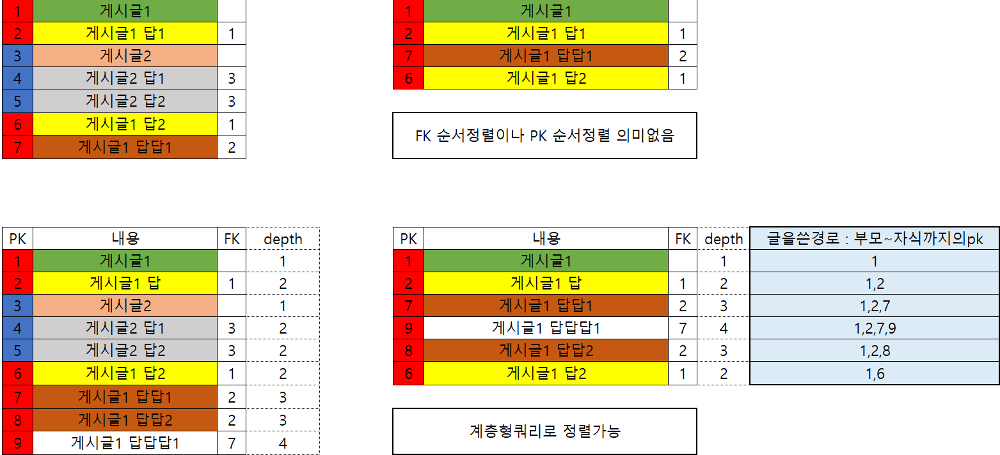 1 게시글1
2 게시글1 답1 1
3 게시글2
4 게시글2 답1 3
5 게시글2 답2 3
6 게시글1 답2 1
7 게시글1 답답1 2
1 게시글1
2 게시글1 답1 1
7 게시글1 답답1 2
6 게시글1 답2 1
FK 순서정렬이나 PK 순서정렬 의미없음
PK 내용 FK depth
1 게시글1 1
2 게시글1 답 1 2
3 게시글2 1
4 게시글2 답1 3 2
5 게시글2 답2 3 2
6 게시글1 답2 1 2
7 게시글1 답답1 2 3
8 게시글1 답답2 2 3
9 게시글1 답답답1 7 4
PK 내용 FK depth 글을쓴경로 : 부모~자식까지의pk
1 게시글1 1 1
2 게시글1 답 1 2 1,2
7 게시글1 답답1 2 3 1,2,7
9 게시글1 답답답1 7 4 1,2,7,9
8 게시글1 답답2 2 3 1,2,8
6 게시글1 답2 1 2 1,6
계층형쿼리로 정렬가능